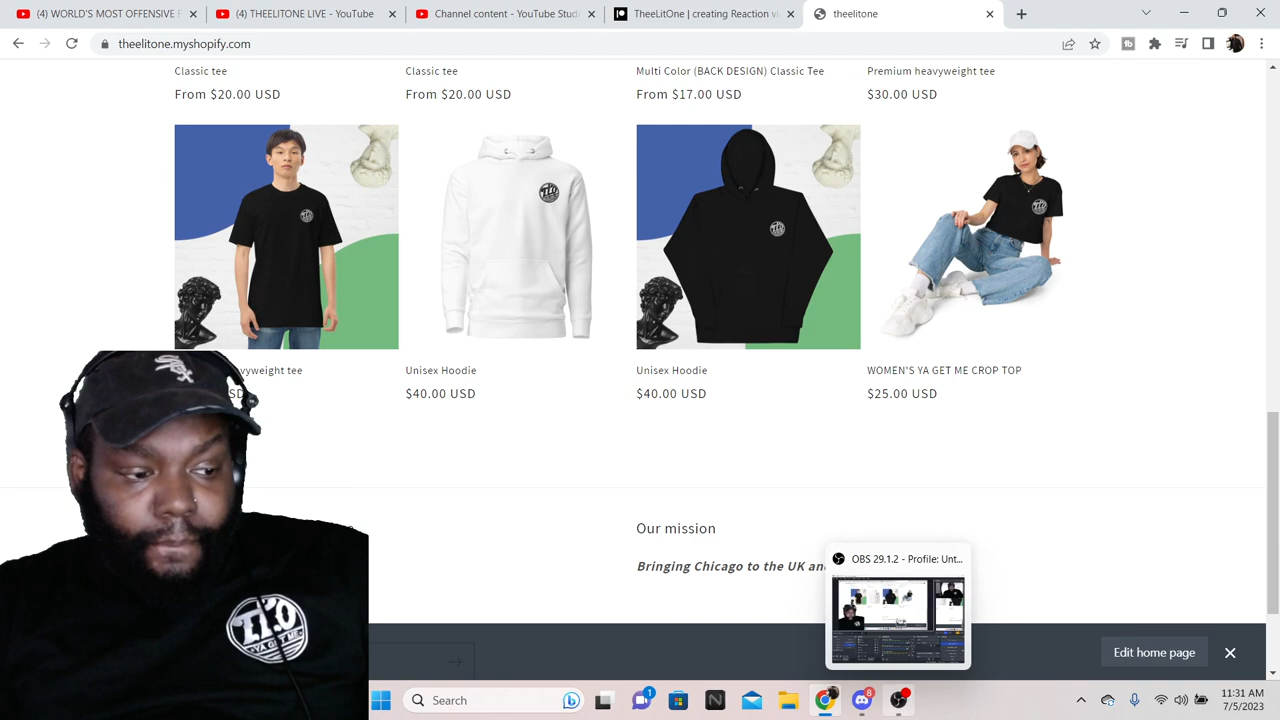 (4) WORLD'S MOST OFFENSIVE F
(4) THEELITONE LIVE - YouTube
Channel content - YouTube Studi
TheeLitOne | creating Reaction vi
theelitone
theelitone.myshopify.com
Classic tee
Classic tee
Multi Color (BACK DESIGN) Classic Tee
Premium heavyweight tee
From $20.00 USD
From $20.00 USD
From $17.00 USD
$30.00 USD
vyweight tee
Unisex Hoodie
Unisex Hoodie
WOMEN'S YA GET ME CROP TOP
SD
$40.00 USD
$40.00 USD
$25.00 USD
Our mission
Bringing Chicago to the UK an
OBS 29.1.2 - Profile: Unt...
Edit home page
Search
1
8
11:31 AM
7/5/2023